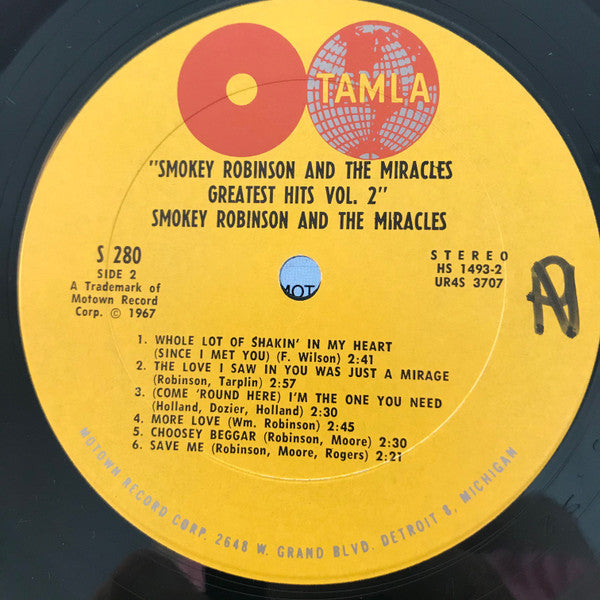 TAMLA
"SMOKEY ROBINSON AND THE MIRACLES
GREATEST HITS VOL. 2"
SMOKEY ROBINSON AND THE MIRACLES
S 280
SIDE 2
A Trademark of
Motown Record
Corp. © 1967
STEREO
HS 1493-2
UR4S 3707
MOT
1. WHOLE LOT OF SHAKIN' IN MY HEART
(SINCE I MET YOU) (F. Wilson) 2:41
2. THE LOVE I SAW IN YOU WAS JUST A MIRAGE
(Robinson, Tarplin) 2:57
3. (COME 'ROUND HERE) I'M THE ONE YOU NEED
(Holland, Dozier, Holland) 2:30
4. MORE LOVE (Wm. Robinson) 2:45
5. CHOOSEY BEGGAR (Robinson, Moore) 2:30
6. SAVE ME (Robinson, Moore, Rogers) 2:21
MOTOWN RECORD CORP. 2648 W. GRAND BLVD. DETROIT 8, MICHIGAN